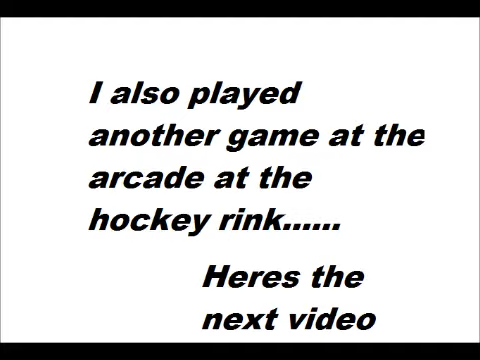 I also played
another game at the
arcade at the
hockey rink......
Heres the
next video